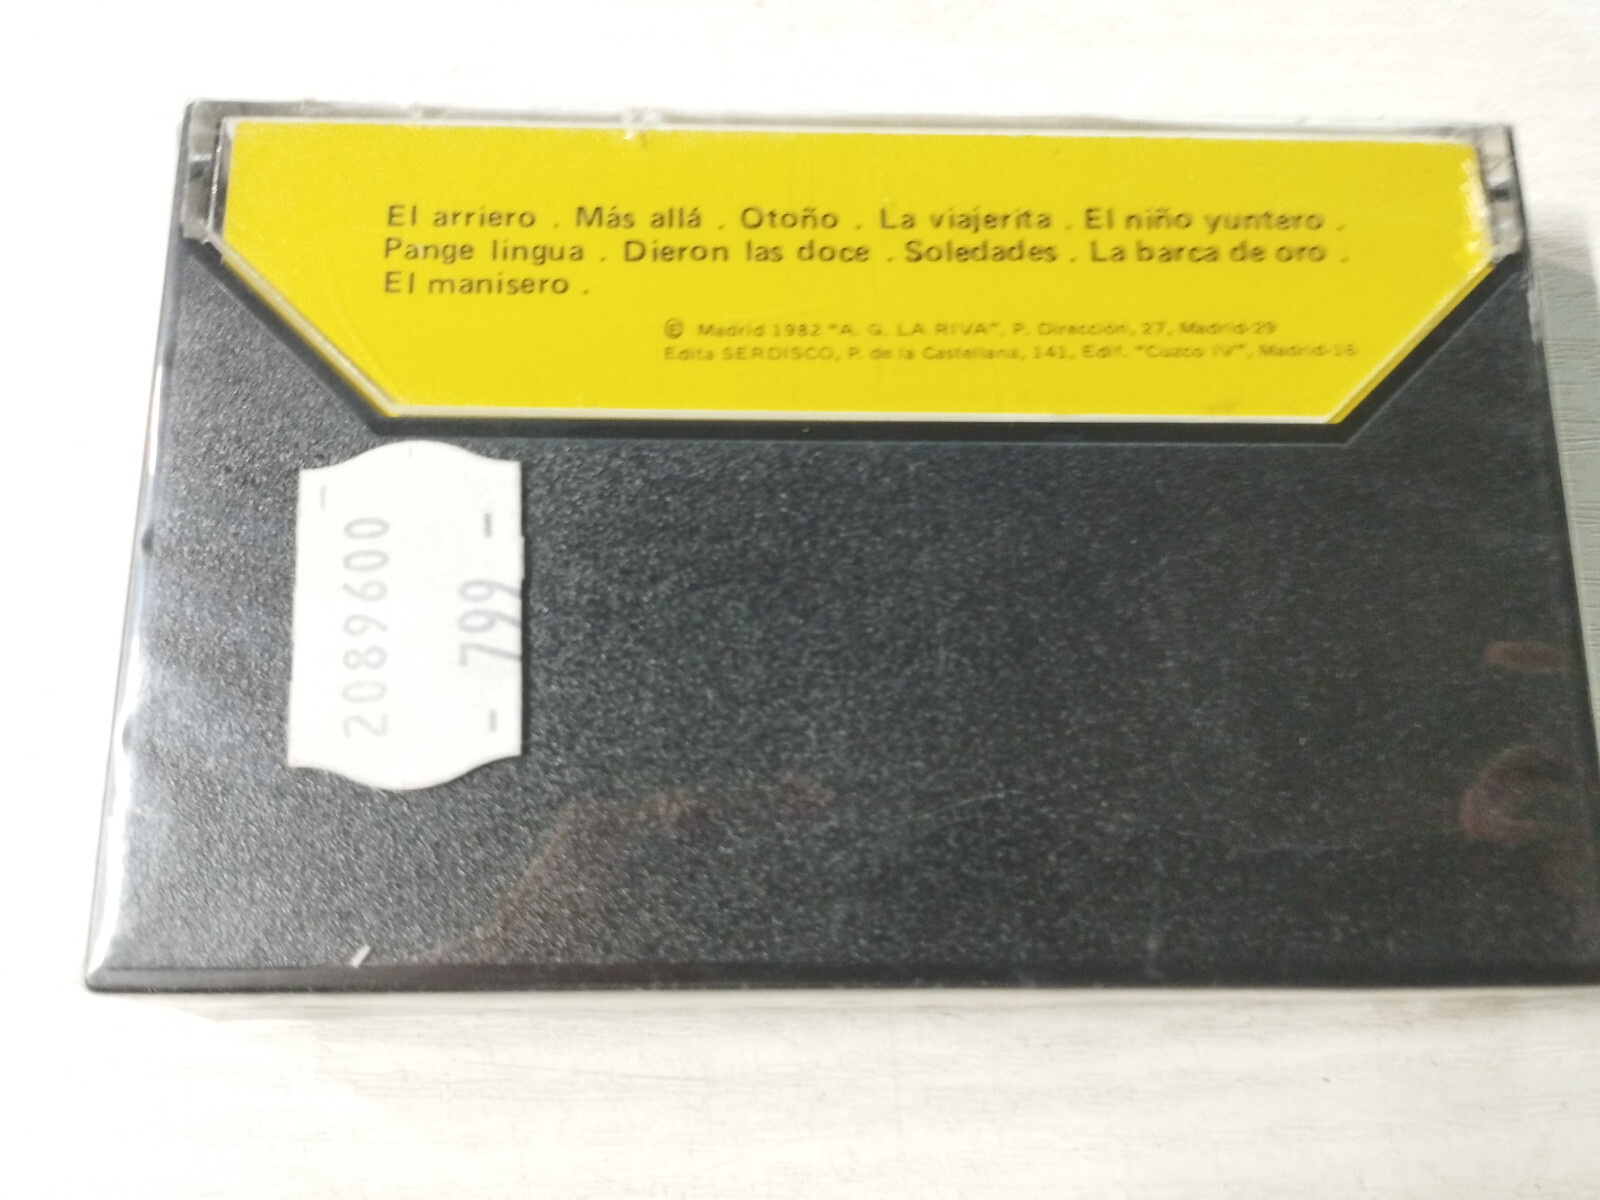 El arriero . Más allá . Otoño . La viajerita . El niño yuntero .
Pange lingua . Dieron las doce . Soledades . La barca de oro .
El manisero .
© Madrid 1982 "A. G. LA RIVA", P. Dirección, 27, Madrid-29
Edita SERDISCO, P. de la Castellana, 141, Edif. "Cuzco IV", Madrid-16
2089600
- 799 -